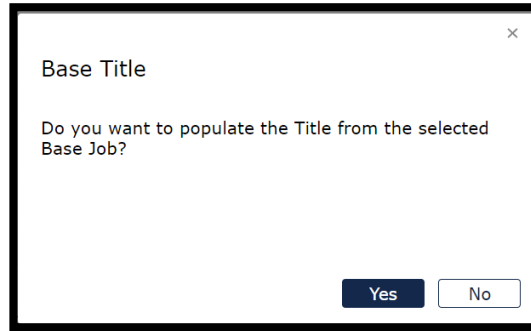 Base Title
Do you want to populate the Title from the selected
Base Job?
Yes No